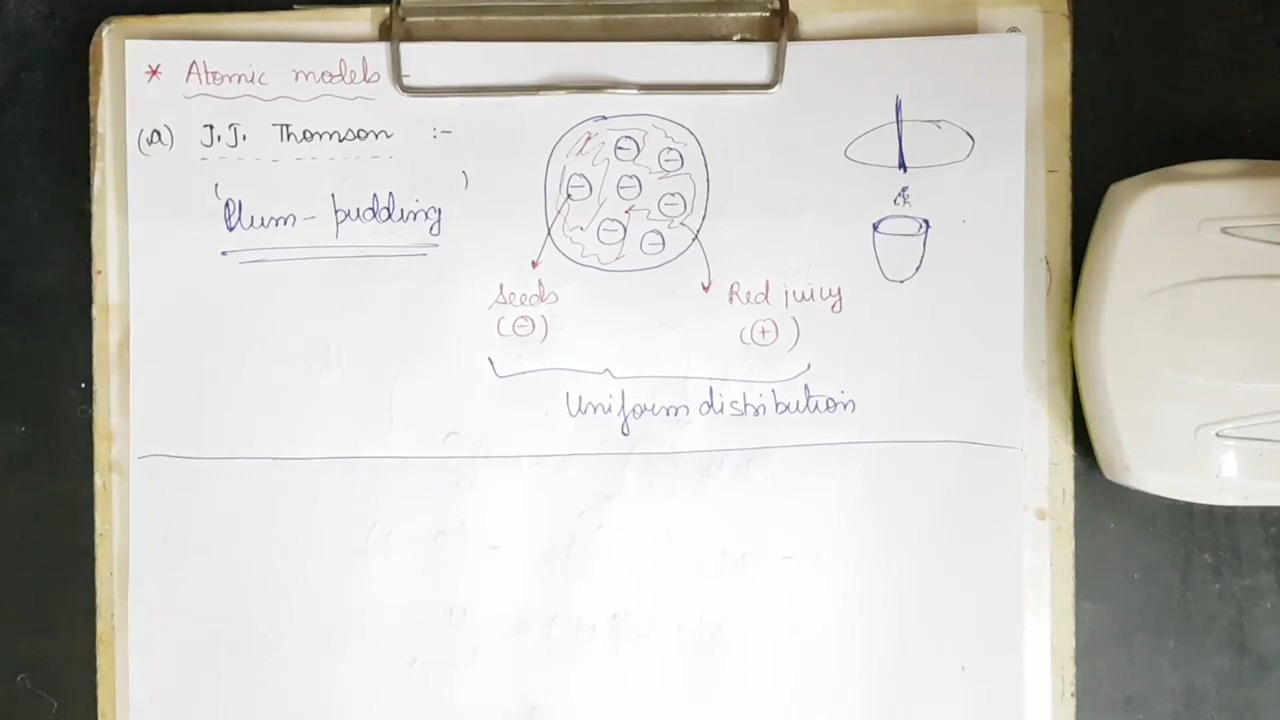 * Atomic models
(a) J.J. Thomson :-
'Plum-pudding'
Seeds
(⊖)
Red juicy
(⊕)
Uniform distribution